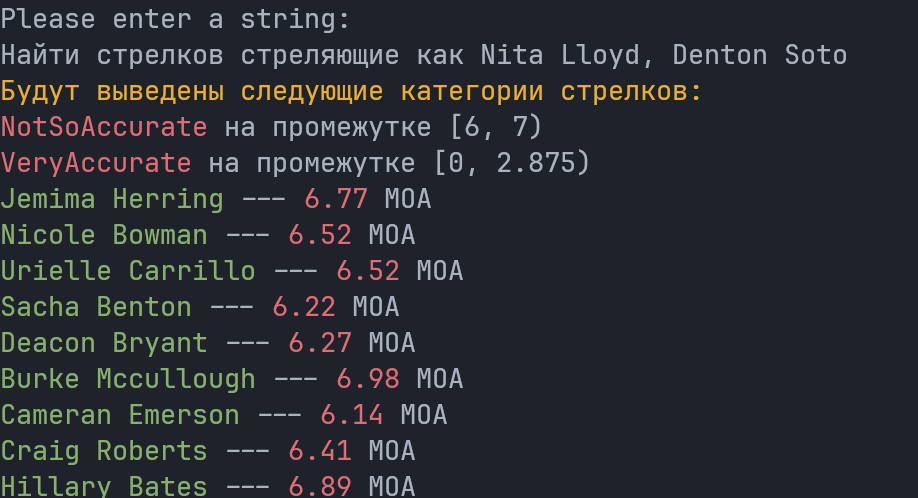 Please enter a string:
Найти стрелков стреляющие как Nita Lloyd, Denton Soto
Будут выведены следующие категории стрелков:
NotSoAccurate на промежутке [6, 7)
VeryAccurate на промежутке [0, 2.875)
Jemima Herring --- 6.77 MOA
Nicole Bowman --- 6.52 MOA
Urielle Carrillo --- 6.52 MOA
Sacha Benton --- 6.22 MOA
Deacon Bryant --- 6.27 MOA
Burke Mccullough --- 6.98 MOA
Cameran Emerson --- 6.14 MOA
Craig Roberts --- 6.41 MOA
Hillary Bates --- 6.89 MOA